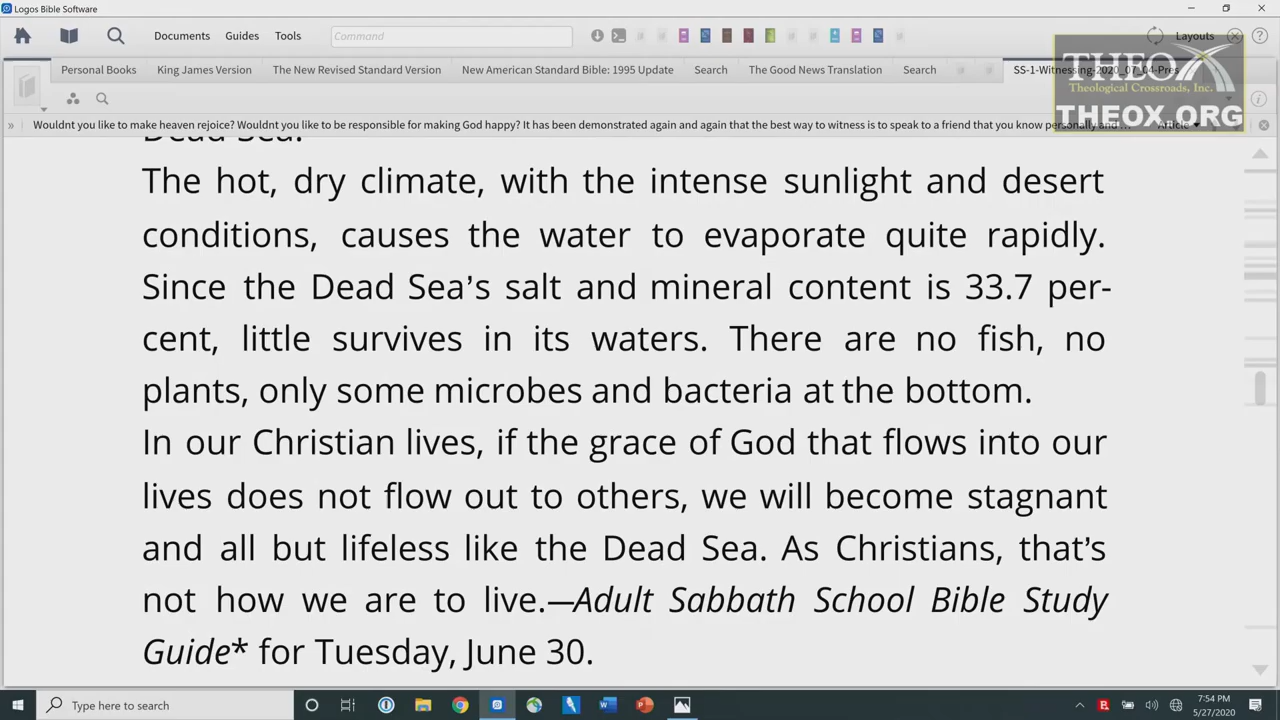 Logos Bible Software
Documents Guides Tools Command Layouts
Personal Books King James Version The New Revised New American Standard Bible: 1995 Update Search The Good News Translation Search SS-1-Witnessing-2020_07_04-Pres
THEOX
Theological Crossroads, Inc.
THEOX.ORG
» Wouldnt you like to make heaven rejoice? Wouldnt you like to be responsible for making God happy? It has been demonstrated again and again that the best way to witness is to speak to a friend that you know personally and ... Article
Dead Sea.
The hot, dry climate, with the intense sunlight and desert
conditions, causes the water to evaporate quite rapidly.
Since the Dead Sea’s salt and mineral content is 33.7 per-
cent, little survives in its waters. There are no fish, no
plants, only some microbes and bacteria at the bottom.
In our Christian lives, if the grace of God that flows into our
lives does not flow out to others, we will become stagnant
and all but lifeless like the Dead Sea. As Christians, that’s
not how we are to live.—Adult Sabbath School Bible Study
Guide* for Tuesday, June 30.
Type here to search
7:54 PM
5/27/2020